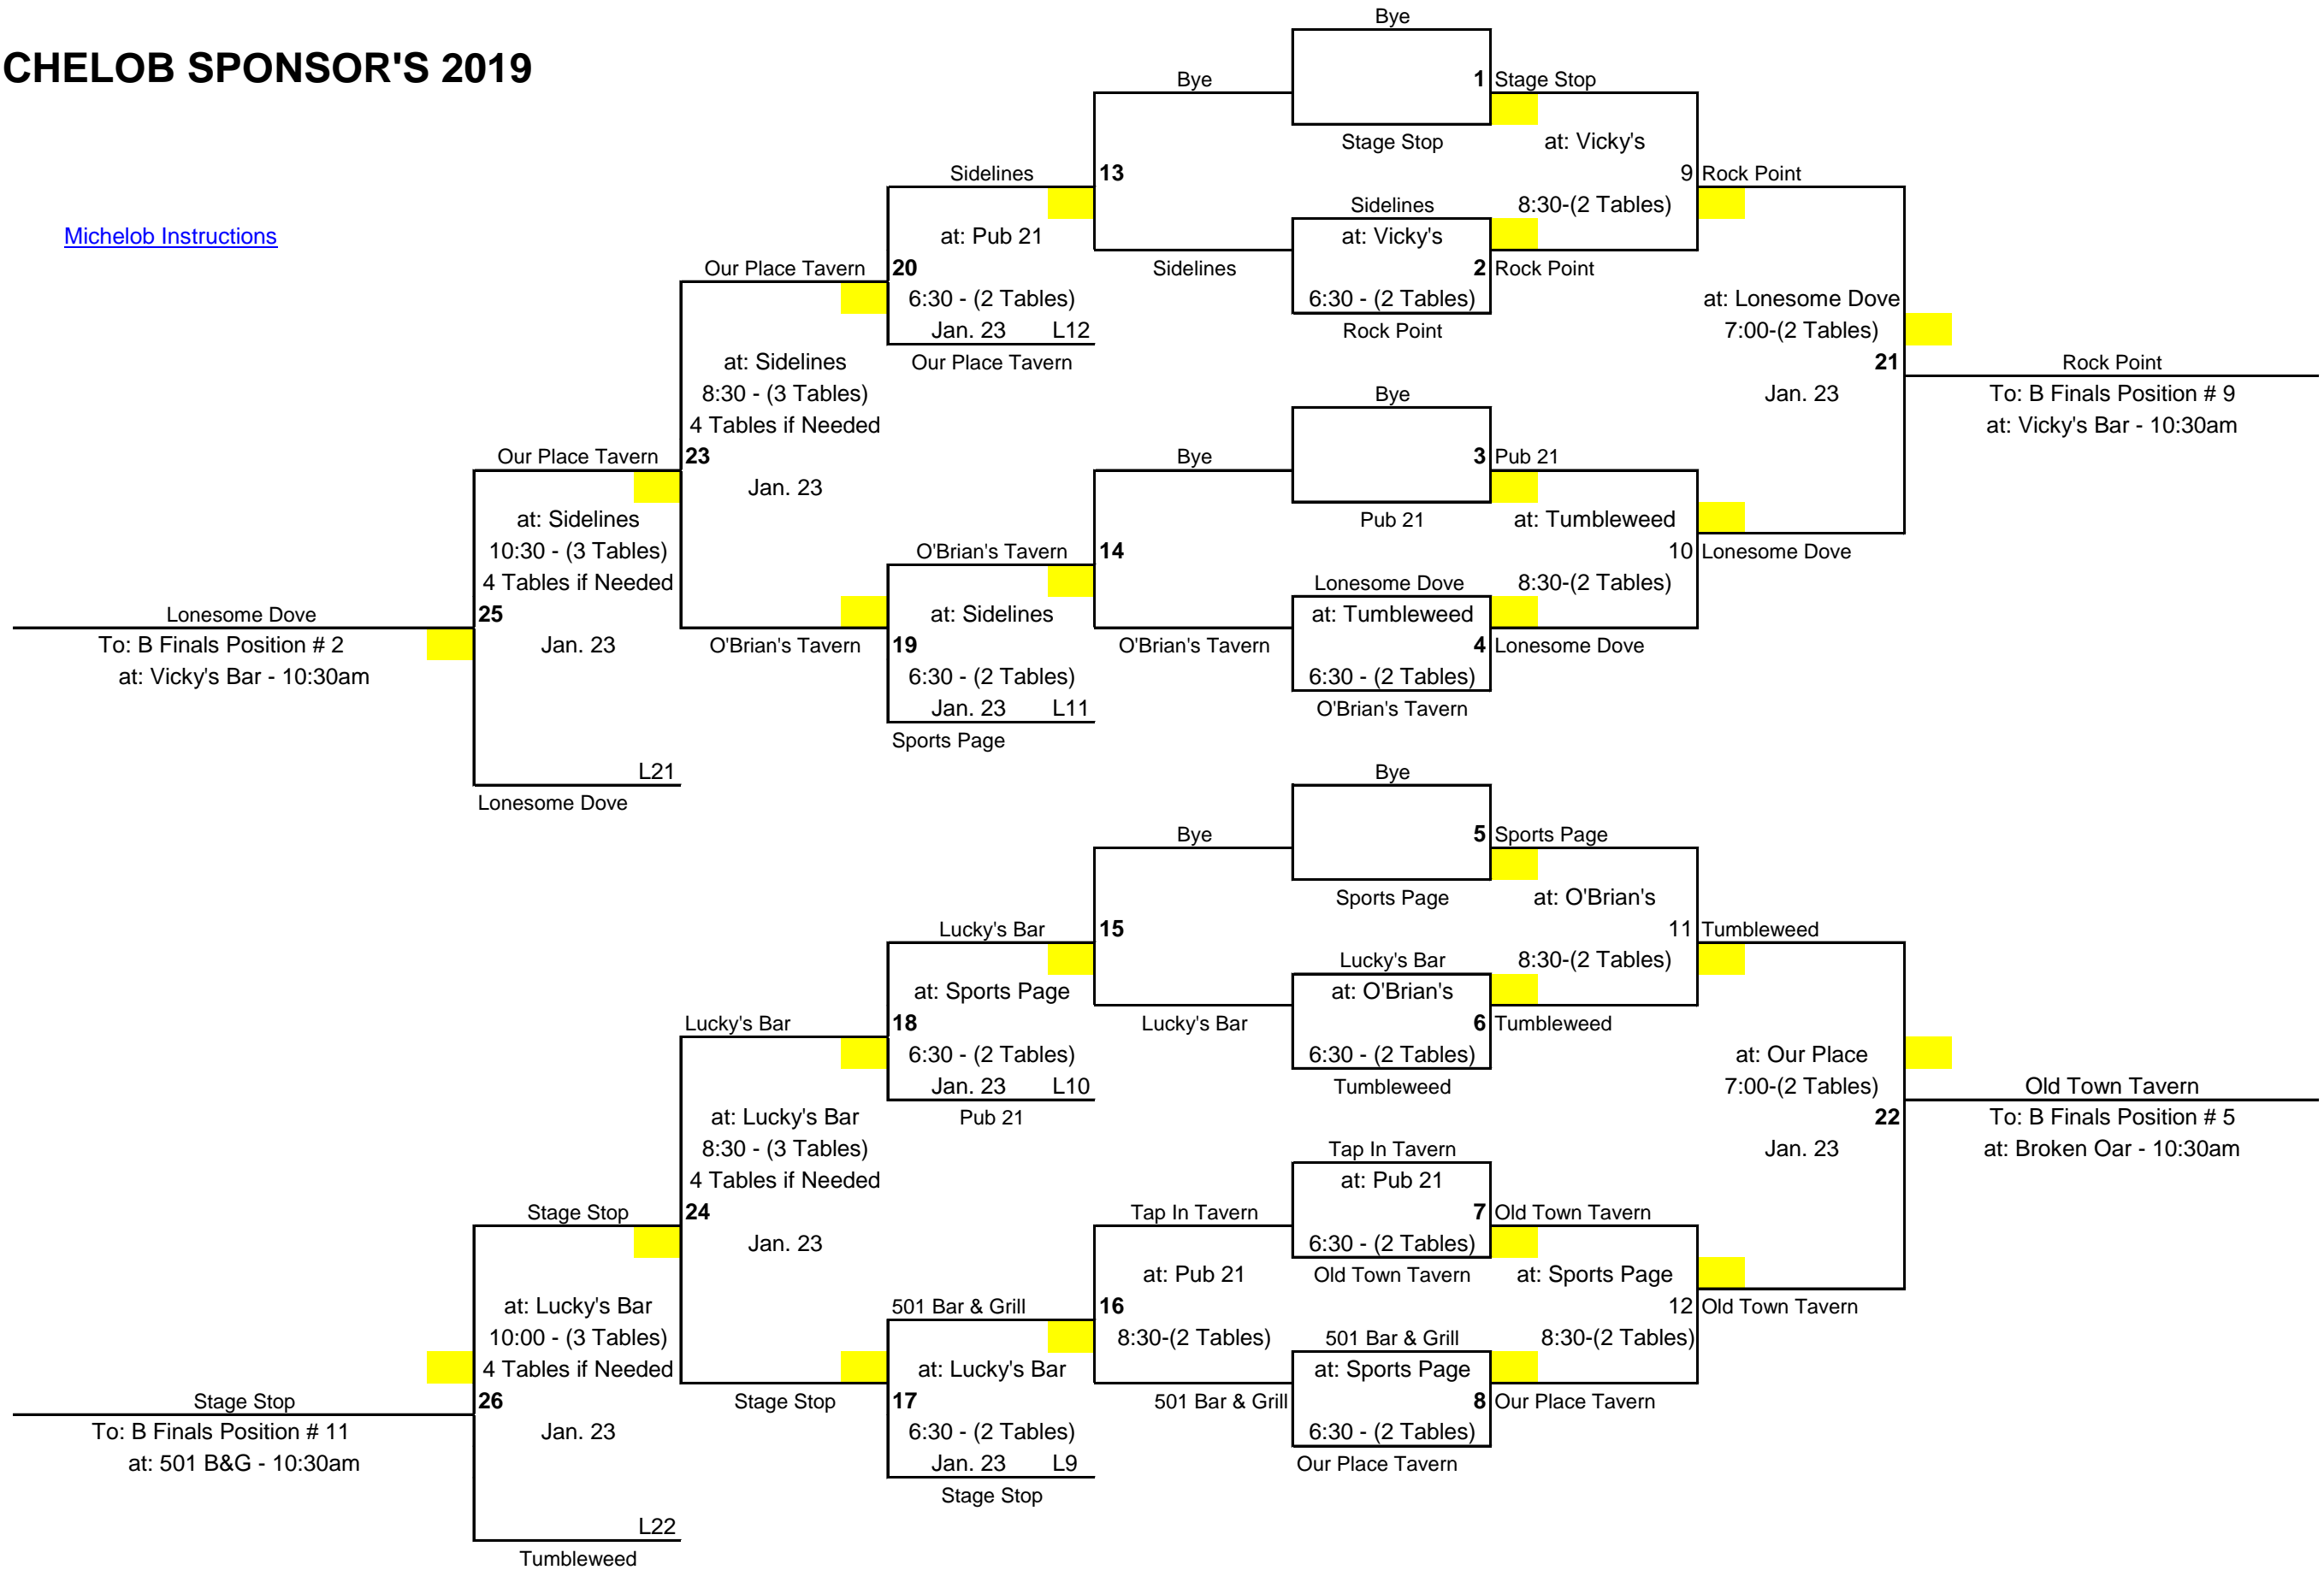 Bye
CHELOB SPONSOR'S 2019
Bye
1 Stage Stop
Stage Stop
at: Vicky's
Sidelines
13
9 Rock Point
Sidelines
8:30-(2 Tables)
Michelob Instructions
at: Pub 21
at: Vicky's
Our Place Tavern
20
Sidelines
2 Rock Point
6:30 - (2 Tables)
6:30 - (2 Tables)
at: Lonesome Dove
Jan. 23 L12
Rock Point
7:00-(2 Tables)
at: Sidelines
Our Place Tavern
21
Rock Point
8:30 - (3 Tables)
Bye
Jan. 23
To: B Finals Position # 9
4 Tables if Needed
at: Vicky's Bar - 10:30am
Our Place Tavern
23
Bye
3 Pub 21
Jan. 23
at: Sidelines
Pub 21
at: Tumbleweed
10:30 - (3 Tables)
O'Brian's Tavern
14
10 Lonesome Dove
4 Tables if Needed
Lonesome Dove
8:30-(2 Tables)
Lonesome Dove
25
at: Sidelines
at: Tumbleweed
To: B Finals Position # 2
Jan. 23
O'Brian's Tavern
19
O'Brian's Tavern
4 Lonesome Dove
at: Vicky's Bar - 10:30am
6:30 - (2 Tables)
6:30 - (2 Tables)
Jan. 23 L11
O'Brian's Tavern
Sports Page
L21
Bye
Lonesome Dove
Bye
5 Sports Page
Sports Page
at: O'Brian's
Lucky's Bar
15
11 Tumbleweed
Lucky's Bar
8:30-(2 Tables)
at: Sports Page
at: O'Brian's
Lucky's Bar
18
Lucky's Bar
6 Tumbleweed
6:30 - (2 Tables)
6:30 - (2 Tables)
at: Our Place
Jan. 23 L10
Tumbleweed
7:00-(2 Tables)
Old Town Tavern
at: Lucky's Bar
Pub 21
22
To: B Finals Position # 5
8:30 - (3 Tables)
Tap In Tavern
Jan. 23
at: Broken Oar - 10:30am
4 Tables if Needed
at: Pub 21
Stage Stop
24
Tap In Tavern
7 Old Town Tavern
Jan. 23
6:30 - (2 Tables)
at: Pub 21
Old Town Tavern
at: Sports Page
at: Lucky's Bar
501 Bar & Grill
16
12 Old Town Tavern
10:00 - (3 Tables)
8:30-(2 Tables)
501 Bar & Grill
8:30-(2 Tables)
4 Tables if Needed
at: Lucky's Bar
at: Sports Page
Stage Stop
26
Stage Stop
17
501 Bar & Grill
8 Our Place Tavern
To: B Finals Position # 11
Jan. 23
6:30 - (2 Tables)
6:30 - (2 Tables)
at: 501 B&G - 10:30am
Jan. 23 L9
Our Place Tavern
Stage Stop
L22
Tumbleweed